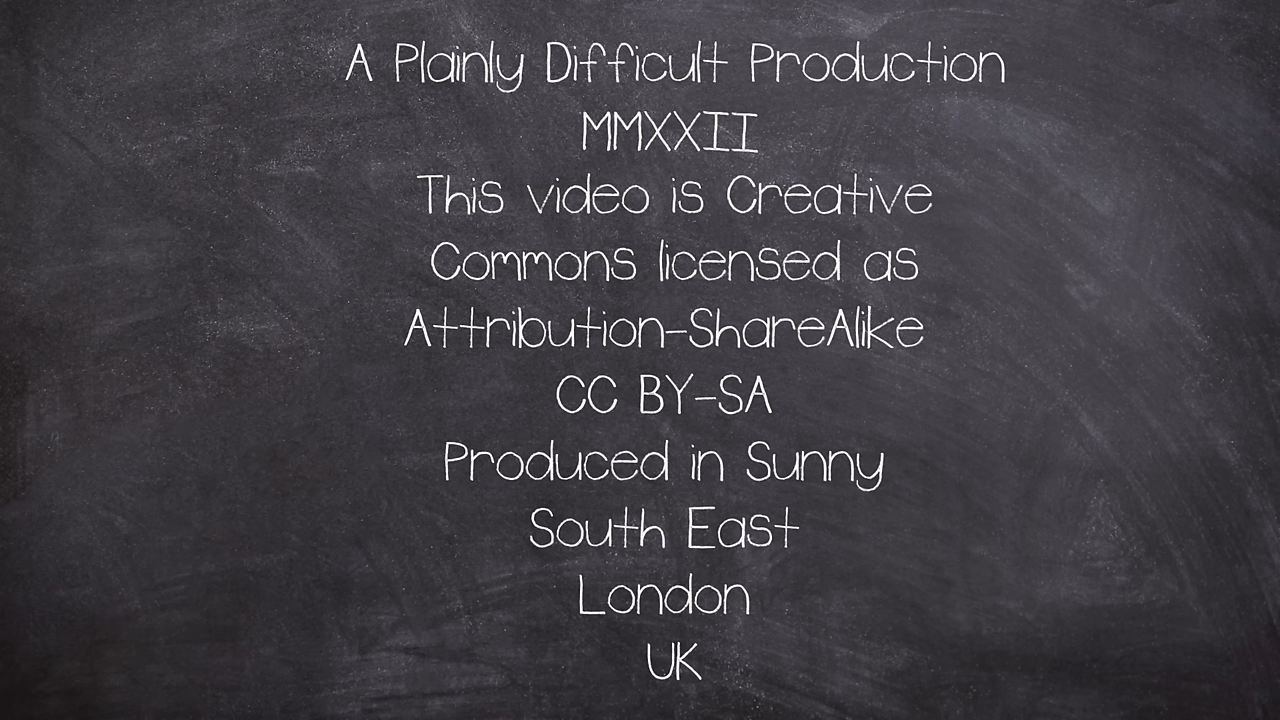 A Plainly Difficult Production
MMXXII
This video is Creative
Commons licensed as
Attribution-ShareAlike
CC BY-SA
Produced in Sunny
South East
London
UK